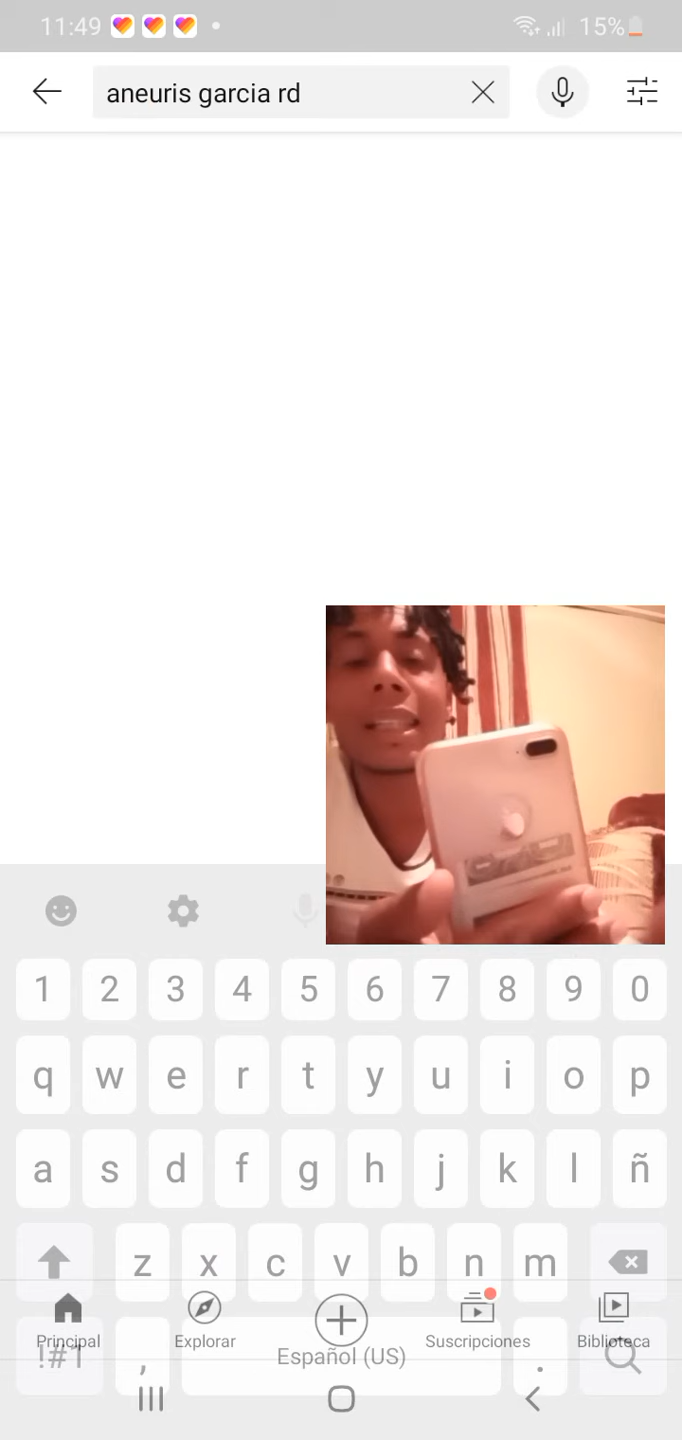 11:49 15%
aneuris garcia rd
1 2 3 4 5 6 7 8 9 0
q w e r t y u i o p
a s d f g h j k l ñ
z x c v b n m
Principal Explorar Suscripciones Biblioteca
!#1 , Español (US) .